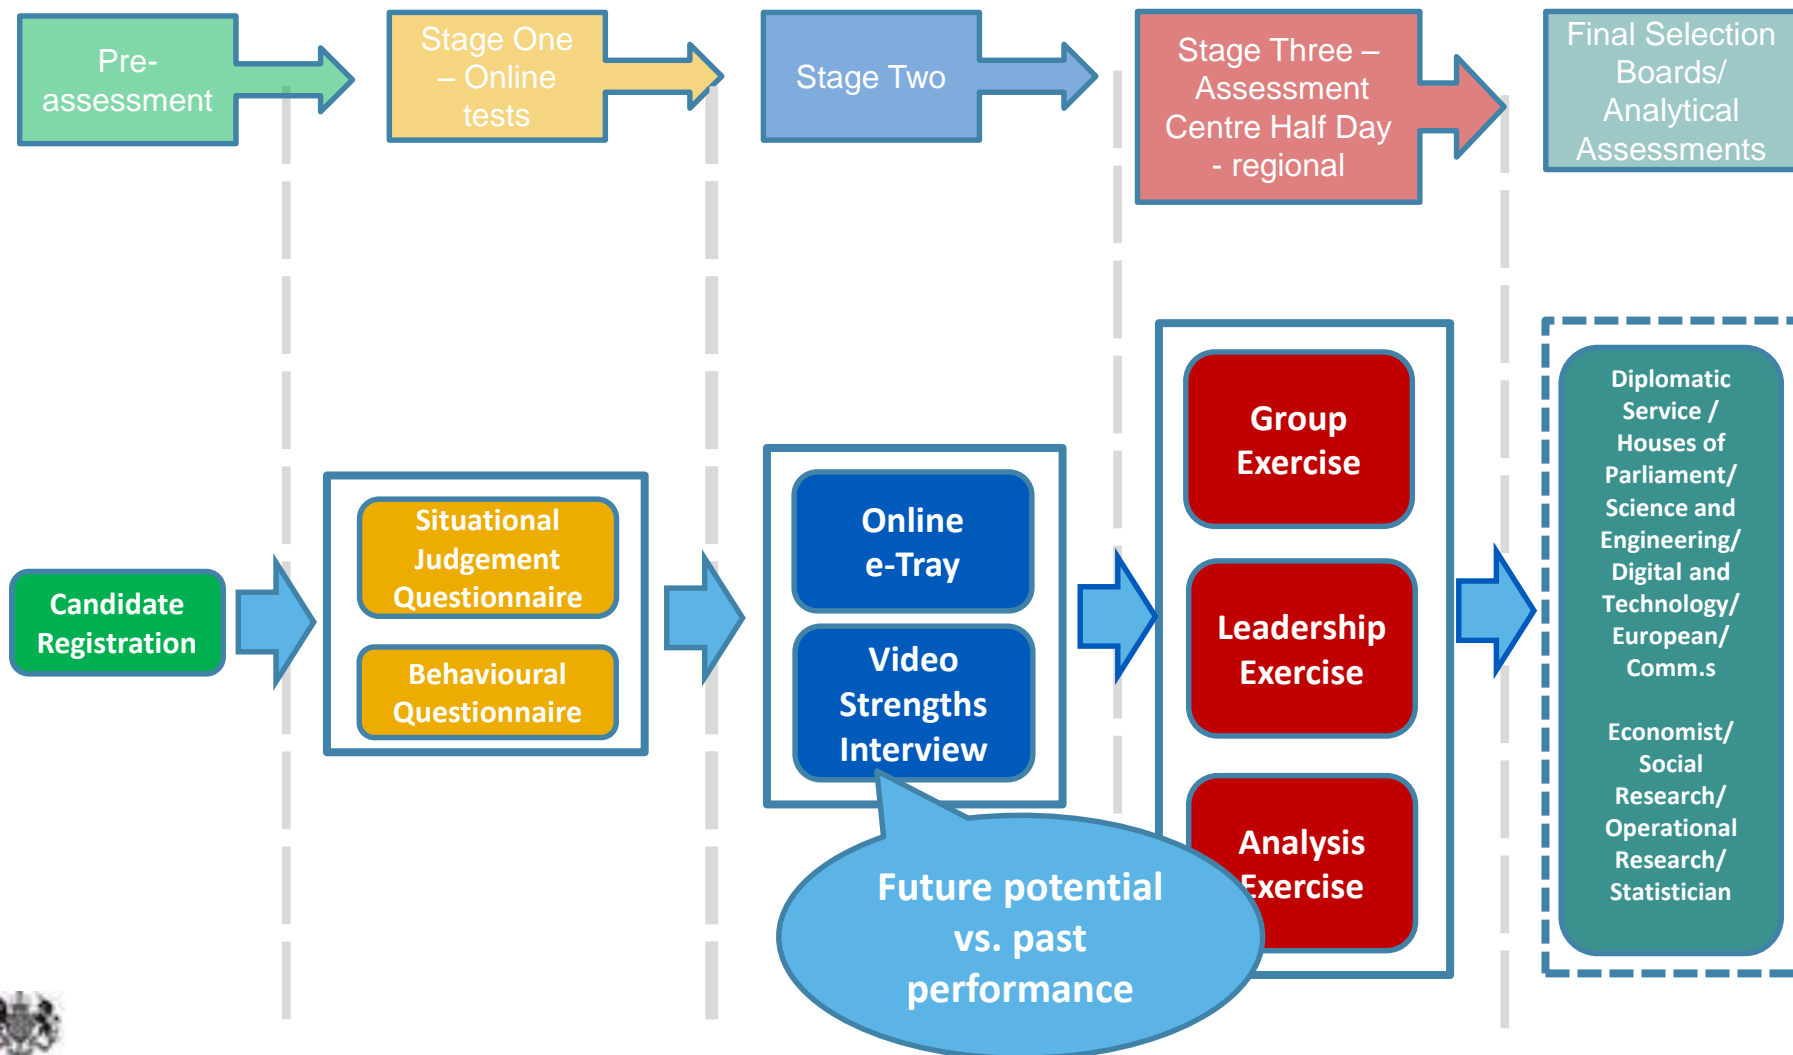 Pre-
assessment
Stage One
– Online
tests
Stage Two
Stage Three –
Assessment
Centre Half Day
- regional
Final Selection
Boards/
Analytical
Assessments
Candidate
Registration
Situational
Judgement
Questionnaire
Behavioural
Questionnaire
Online
e-Tray
Video
Strengths
Interview
Future potential
vs. past
performance
Group
Exercise
Leadership
Exercise
Analysis
Exercise
Diplomatic
Service /
Houses of
Parliament/
Science and
Engineering/
Digital and
Technology/
European/
Comm.s
Economist/
Social
Research/
Operational
Research/
Statistician